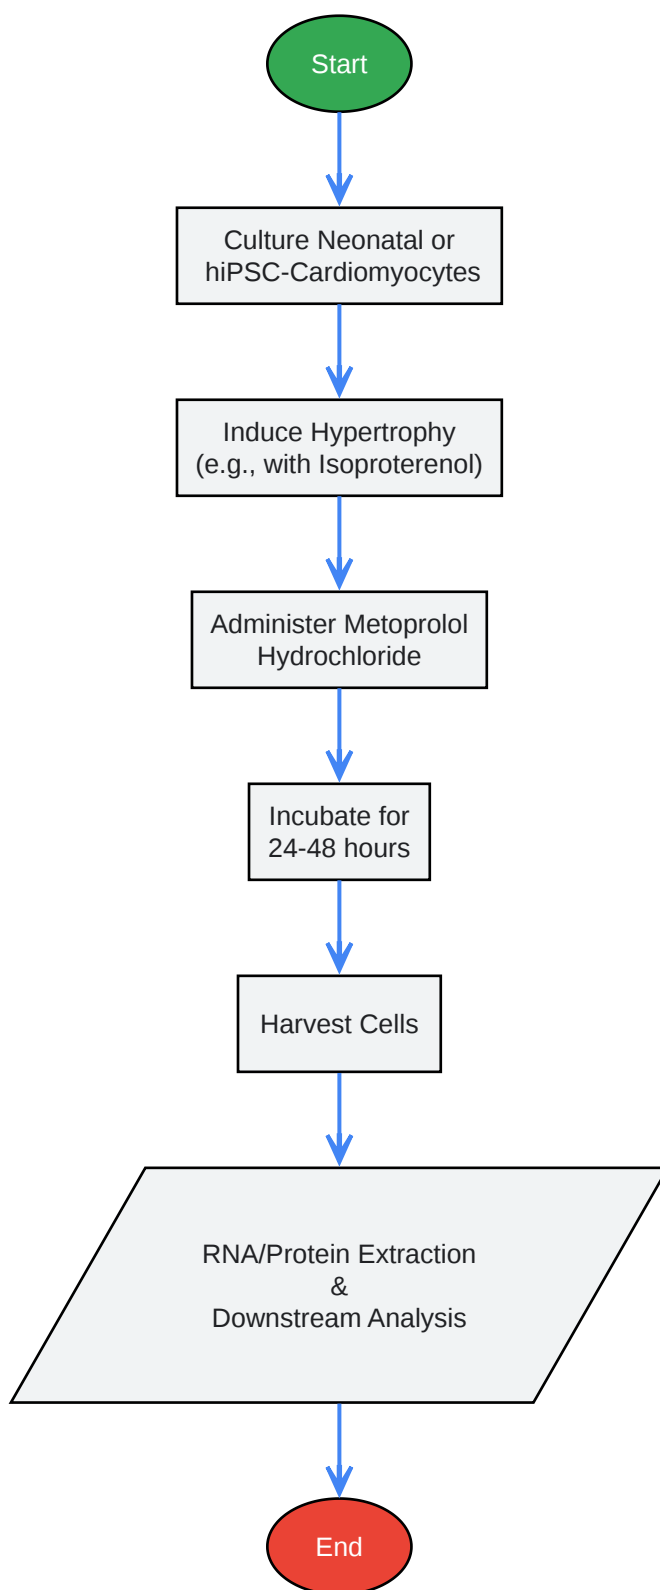 Start
Culture Neonatal or
hiPSC-Cardiomyocytes
Induce Hypertrophy
(e.g., with Isoproterenol)
Administer Metoprolol
Hydrochloride
Incubate for
24-48 hours
Harvest Cells
RNA/Protein Extraction
&
Downstream Analysis
End